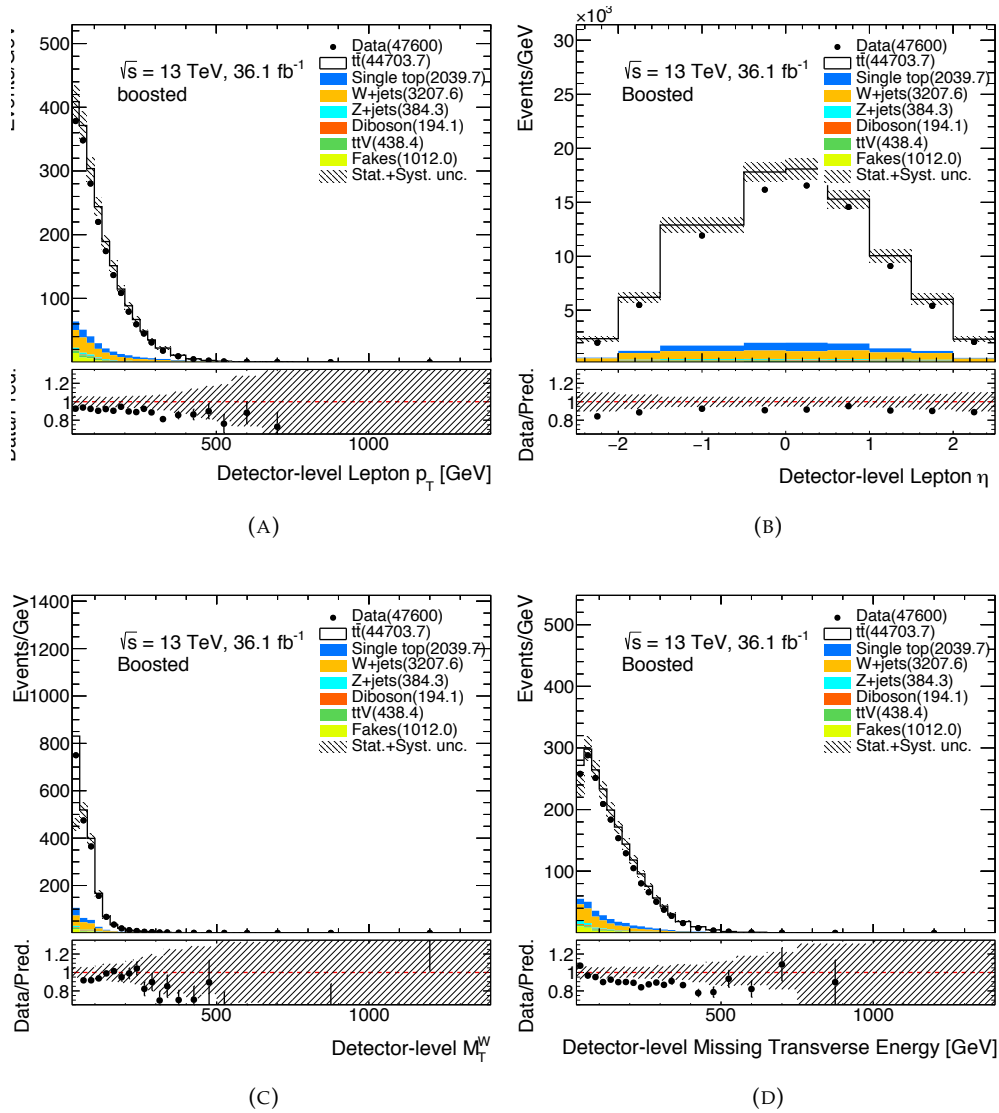 Events/GeV
500
400
300
200
100
√s = 13 TeV, 36.1 fb⁻¹
boosted
Data(47600)
tt̄(44703.7)
Single top(2039.7)
W+jets(3207.6)
Z+jets(384.3)
Diboson(194.1)
ttV(438.4)
Fakes(1012.0)
Stat.+Syst. unc.
Data/Pred.
1.2
1
0.8
500
1000
Detector-level Lepton p_T [GeV]
(A)
×10³
Events/GeV
30
25
20
15
10
5
√s = 13 TeV, 36.1 fb⁻¹
Boosted
Data(47600)
tt̄(44703.7)
Single top(2039.7)
W+jets(3207.6)
Z+jets(384.3)
Diboson(194.1)
ttV(438.4)
Fakes(1012.0)
Stat.+Syst. unc.
Data/Pred.
1.2
1
0.8
−2
−1
0
1
2
Detector-level Lepton η
(B)
Events/GeV
1400
1200
1000
800
600
400
200
√s = 13 TeV, 36.1 fb⁻¹
Boosted
Data(47600)
tt̄(44703.7)
Single top(2039.7)
W+jets(3207.6)
Z+jets(384.3)
Diboson(194.1)
ttV(438.4)
Fakes(1012.0)
Stat.+Syst. unc.
Data/Pred.
1.2
1
0.8
500
1000
Detector-level M_T^W
(C)
Events/GeV
500
400
300
200
100
√s = 13 TeV, 36.1 fb⁻¹
Boosted
Data(47600)
tt̄(44703.7)
Single top(2039.7)
W+jets(3207.6)
Z+jets(384.3)
Diboson(194.1)
ttV(438.4)
Fakes(1012.0)
Stat.+Syst. unc.
Data/Pred.
1.2
1
0.8
500
1000
Detector-level Missing Transverse Energy [GeV]
(D)